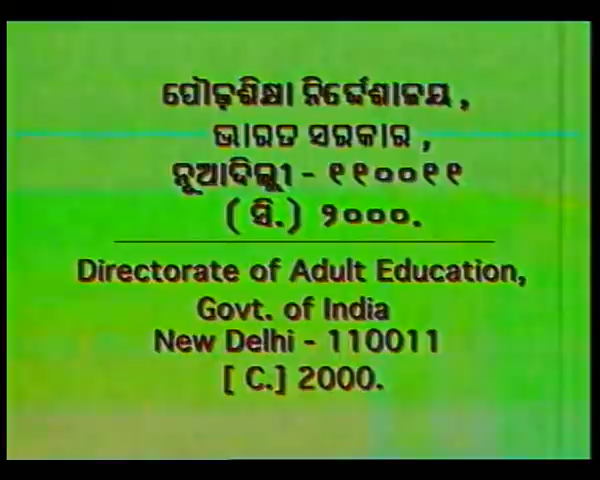 ପୌଢ଼ଶିକ୍ଷା ନିର୍ଦ୍ଦେଶାଳୟ ,
ଭାରତ ସରକାର ,
ନୂଆଦିଲ୍ଲୀ - ୧୧୦୦୧୧
( ସି. ) ୨୦୦୦.
Directorate of Adult Education,
Govt. of India
New Delhi - 110011
[ C.] 2000.